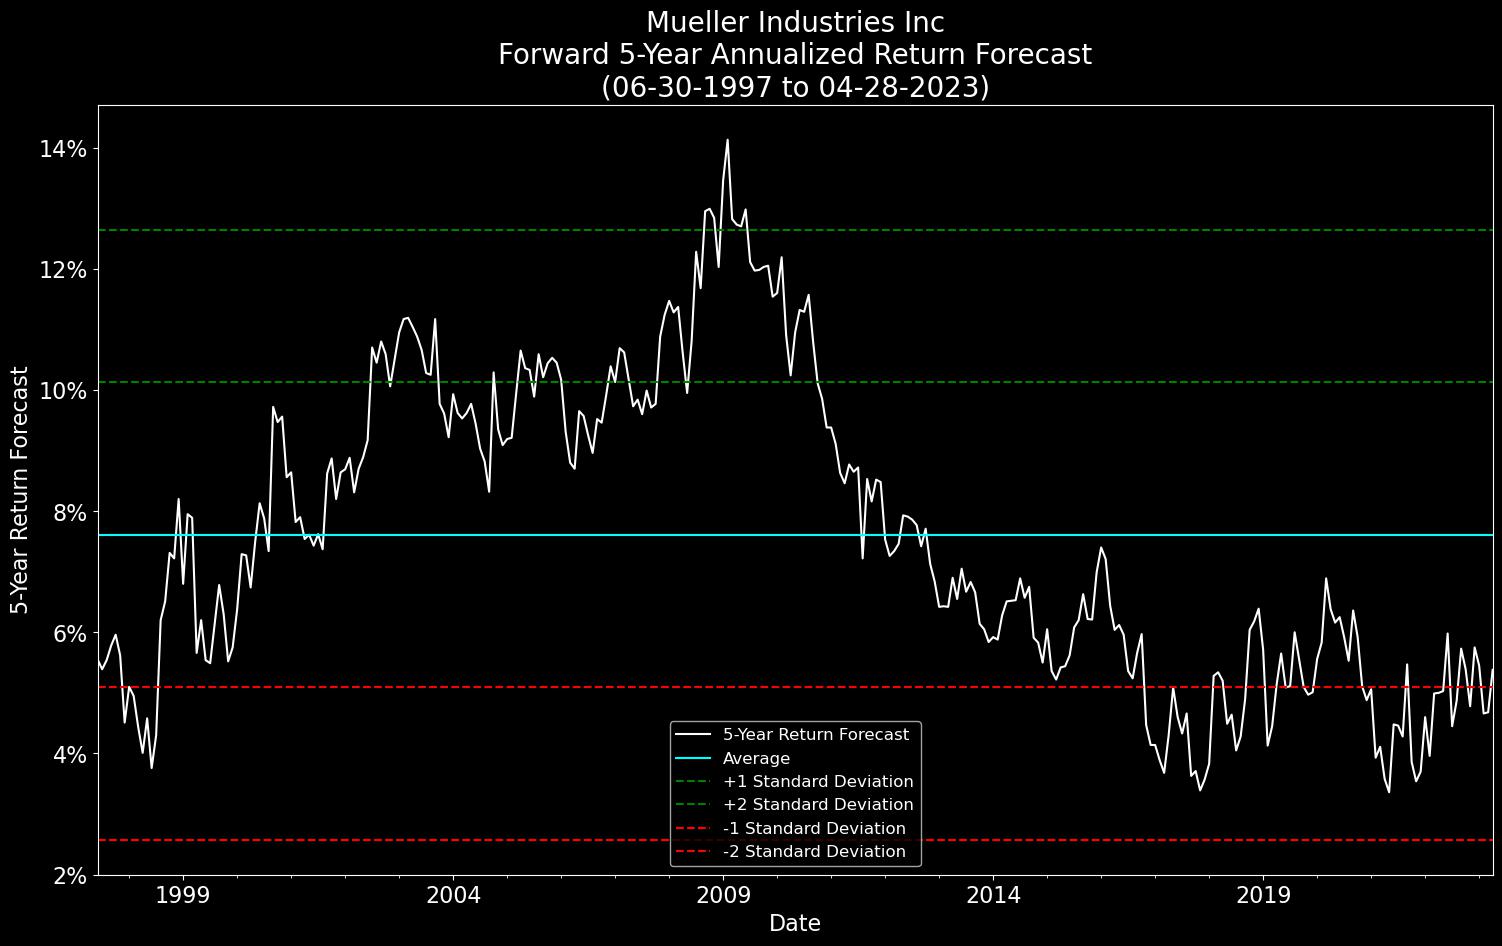 Mueller Industries Inc
Forward 5-Year Annualized Return Forecast
(06-30-1997 to 04-28-2023)
5-Year Return Forecast
14%
12%
10%
8%
6%
4%
2%
5-Year Return Forecast
Average
+1 Standard Deviation
+2 Standard Deviation
-1 Standard Deviation
-2 Standard Deviation
1999
2004
2009
2014
2019
Date